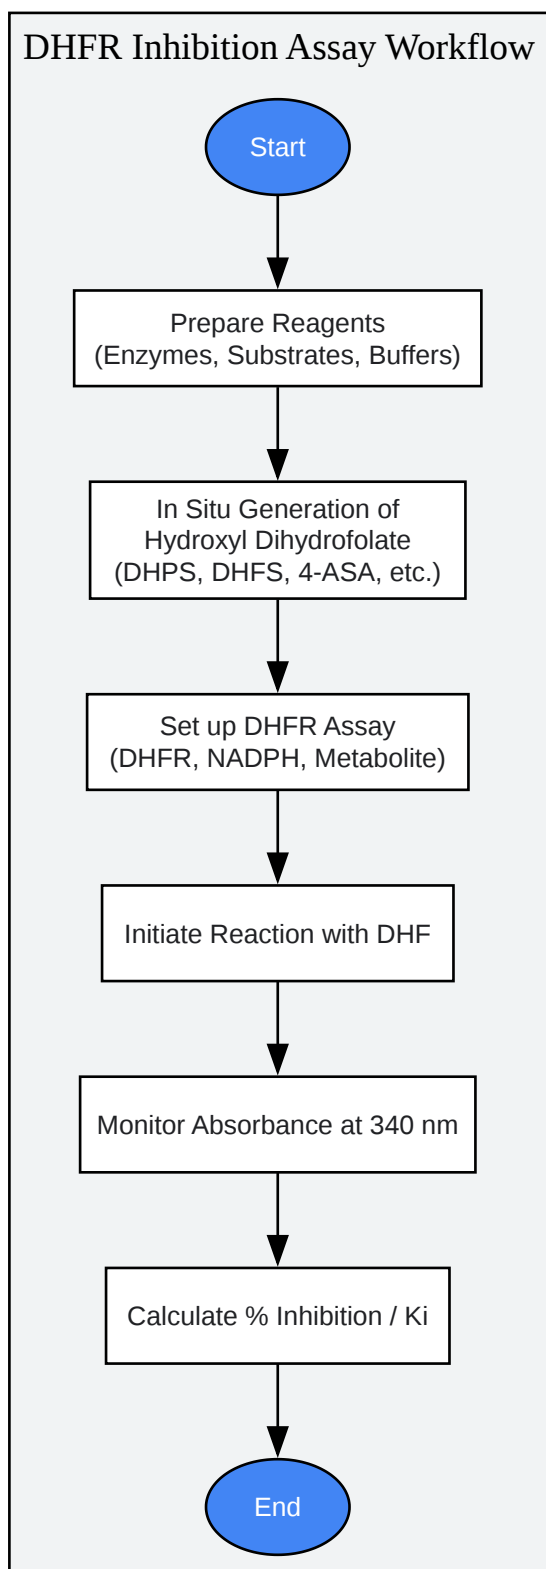 DHFR Inhibition Assay Workflow
Start
Prepare Reagents
(Enzymes, Substrates, Buffers)
In Situ Generation of
Hydroxyl Dihydrofolate
(DHPS, DHFS, 4-ASA, etc.)
Set up DHFR Assay
(DHFR, NADPH, Metabolite)
Initiate Reaction with DHF
Monitor Absorbance at 340 nm
Calculate % Inhibition / Ki
End